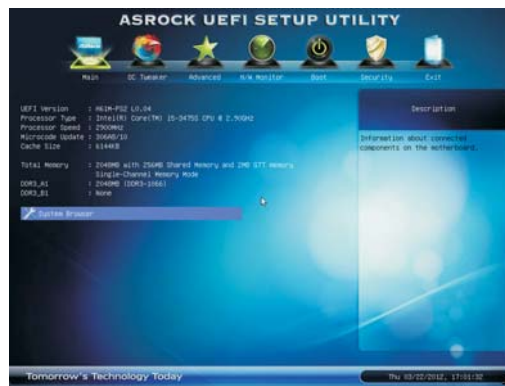 ASROCK UEFI SETUP UTILITY
Main OC Tweaker Advanced H/W Monitor Boot Security Exit
UEFI Version : H61M-PS2 L0.04
Processor Type : Intel(R) Core(TM) i5-3475S CPU @ 2.90GHz
Processor Speed : 2900MHz
Microcode Update : 306A8/10
Cache Size : 6144KB
Total Memory : 2048MB with 256MB Shared Memory and 2MB GTT memory
Single-Channel Memory Mode
DDR3_A1 : 2048MB (DDR3-1066)
DDR3_B1 : None
System Browser
Description
Information about connected
components on the motherboard.
Tomorrow's Technology Today
Thu 03/22/2012, 17:01:32